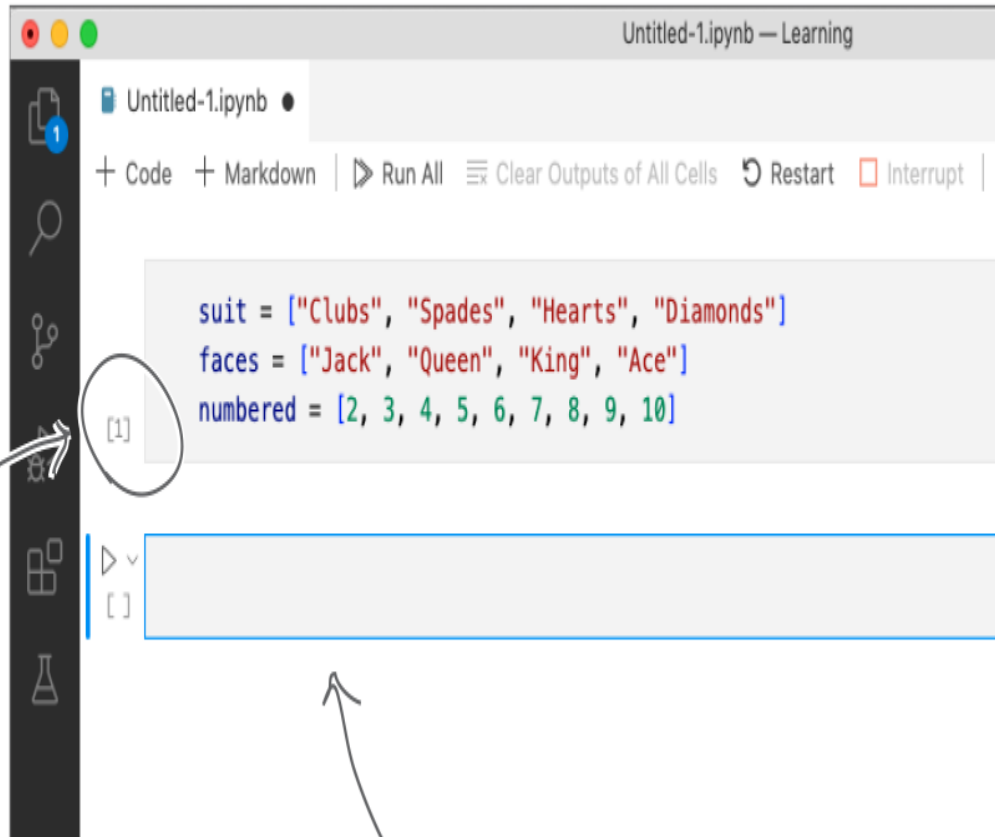 Untitled-1.ipynb — Learning
Untitled-1.ipynb
1
+ Code + Markdown Run All Clear Outputs of All Cells Restart Interrupt
suit = ["Clubs", "Spades", "Hearts", "Diamonds"]
faces = ["Jack", "Queen", "King", "Ace"]
numbered = [2, 3, 4, 5, 6, 7, 8, 9, 10]
[1]
[ ]